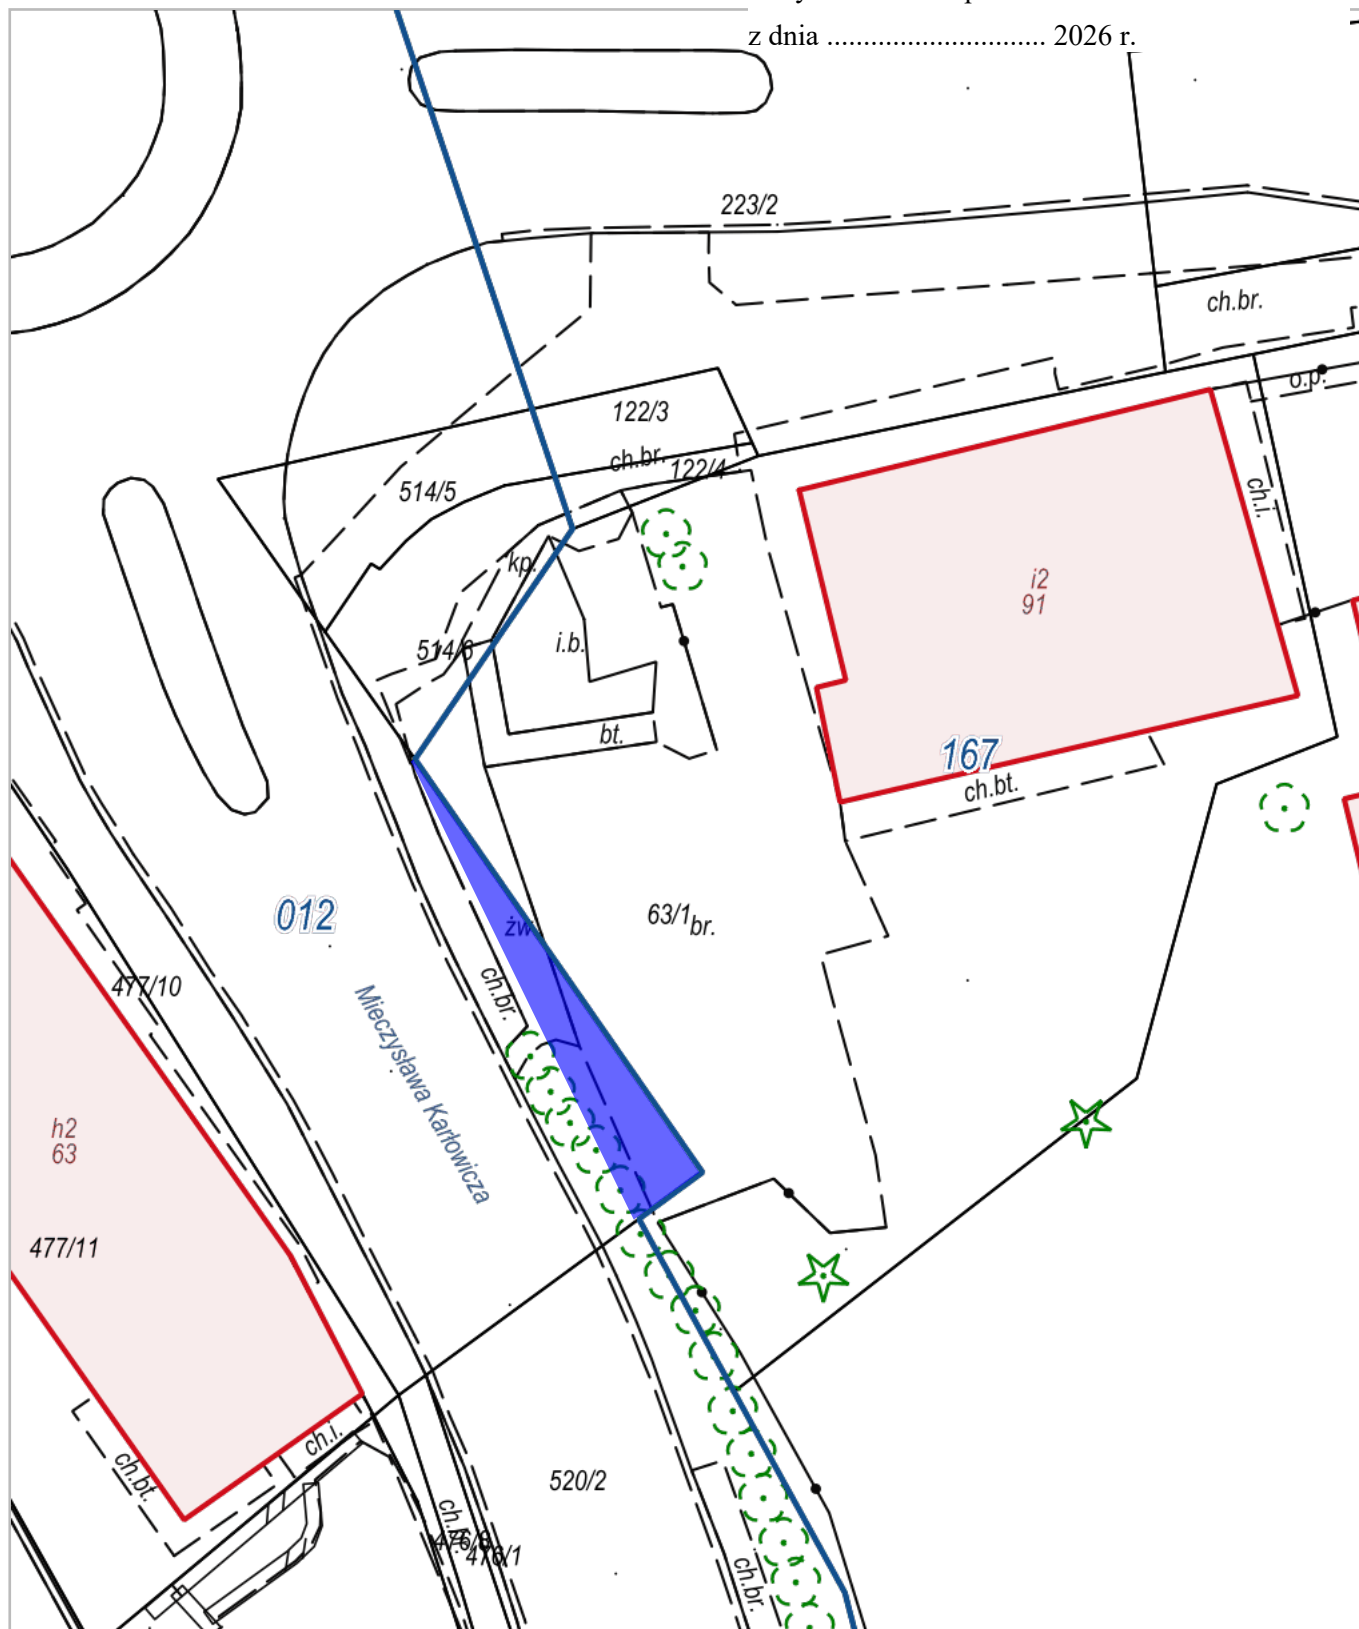 z dnia .............................. 2026 r.
223/2
ch.br.
o.p.
122/3
ch.br.
122/4
514/5
ch.i.
kp.
i2
91
514/6
i.b.
bt.
167
ch.bt.
012
żw.
63/1
br.
477/10
ch.br.
Mieczysława Karłowicza
h2
63
477/11
ch.i.
ch.bt.
520/2
476/1
ch.br.